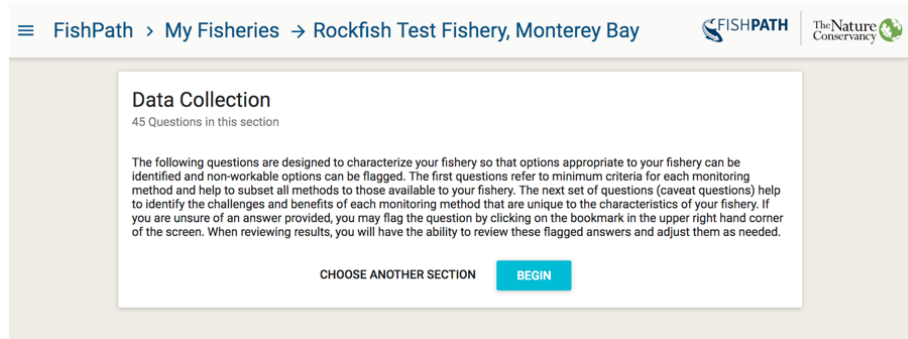 FishPath > My Fisheries → Rockfish Test Fishery, Monterey Bay
FISHPATH
The Nature
Conservancy
Data Collection
45 Questions in this section
The following questions are designed to characterize your fishery so that options appropriate to your fishery can be
identified and non-workable options can be flagged. The first questions refer to minimum criteria for each monitoring
method and help to subset all methods to those available to your fishery. The next set of questions (caveat questions) help
to identify the challenges and benefits of each monitoring method that are unique to the characteristics of your fishery. If
you are unsure of an answer provided, you may flag the question by clicking on the bookmark in the upper right hand corner
of the screen. When reviewing results, you will have the ability to review these flagged answers and adjust them as needed.
CHOOSE ANOTHER SECTION
BEGIN